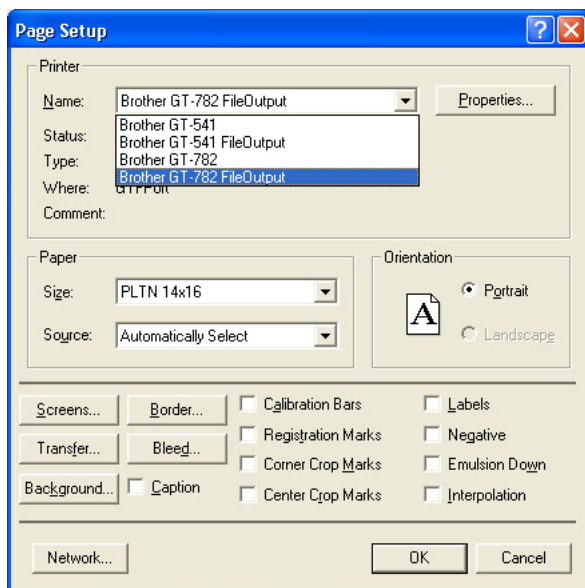 Page Setup
Printer
Name: Brother GT-782 FileOutput Properties...
Brother GT-541
Status: Brother GT-541 FileOutput
Type: Brother GT-782
Brother GT-782 FileOutput
Where: GTPPort
Comment:
Paper Orientation
Size: PLTN 14x16 Portrait
A
Source: Automatically Select Landscape
Screens... Border... Calibration Bars Labels
Transfer... Bleed... Registration Marks Negative
Corner Crop Marks Emulsion Down
Background... Caption Center Crop Marks Interpolation
Network... OK Cancel